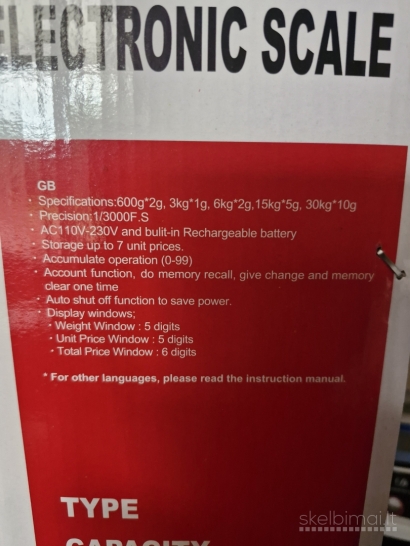 ELECTRONIC SCALE
GB
· Specifications:600g*2g, 3kg*1g, 6kg*2g,15kg*5g, 30kg*10g
· Precision:1/3000F.S
· AC110V-230V and bulit-in Rechargeable battery
· Storage up to 7 unit prices.
· Accumulate operation (0-99)
· Account function, do memory recall, give change and memory
clear one time
· Auto shut off function to save power.
· Display windows;
· Weight Window : 5 digits
· Unit Price Window : 5 digits
· Total Price Window : 6 digits
* For other languages, please read the instruction manual.
TYPE
CAPACITY
skelbimai.lt